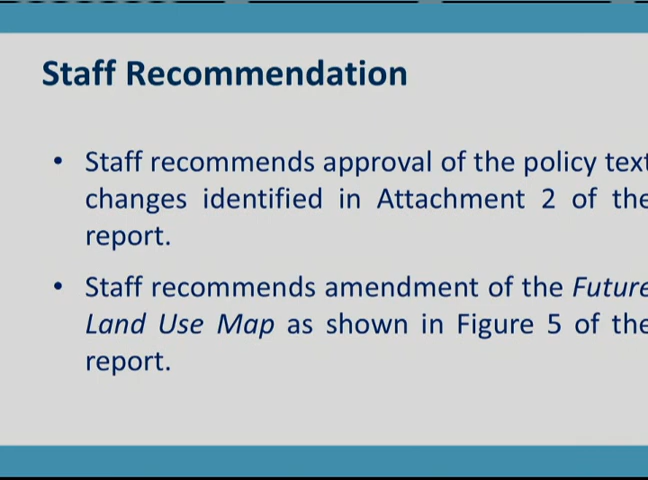 Staff Recommendation
• Staff recommends approval of the policy text
changes identified in Attachment 2 of the
report.
• Staff recommends amendment of the Future
Land Use Map as shown in Figure 5 of the
report.